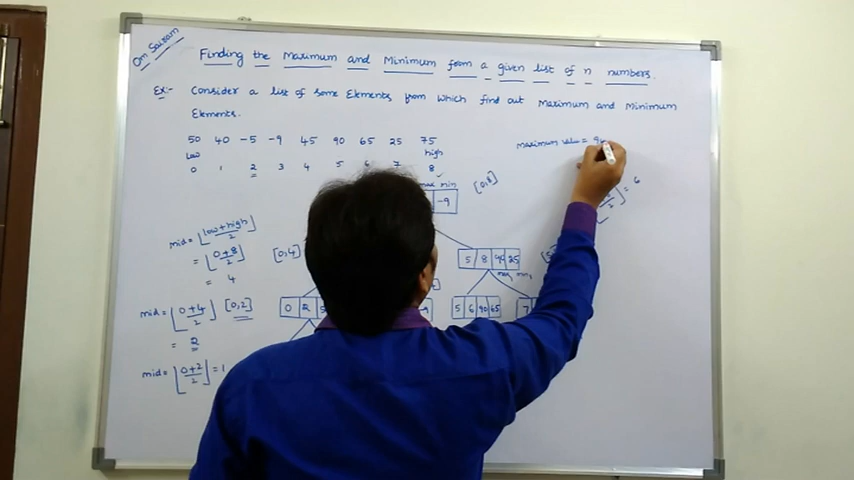 Om Sairam
Finding the Maximum and Minimum from a given list of n numbers.
Ex:- Consider a list of some Elements from which find out Maximum and Minimum
Elements.
50 40 -5 -9 45 90 65 25 75
Low high
0 1 2 3 4 5 6 7 8
Maximum value =
max min
-9 [0,8]
mid = ⌊low+high/2⌋
= ⌊0+8/2⌋ [0,4]
= 4
= 6
5 8 90 25
max min
mid = ⌊0+4/2⌋ [0,2]
= 2
0 2
5 6 90 65
7
mid = ⌊0+2/2⌋ = 1